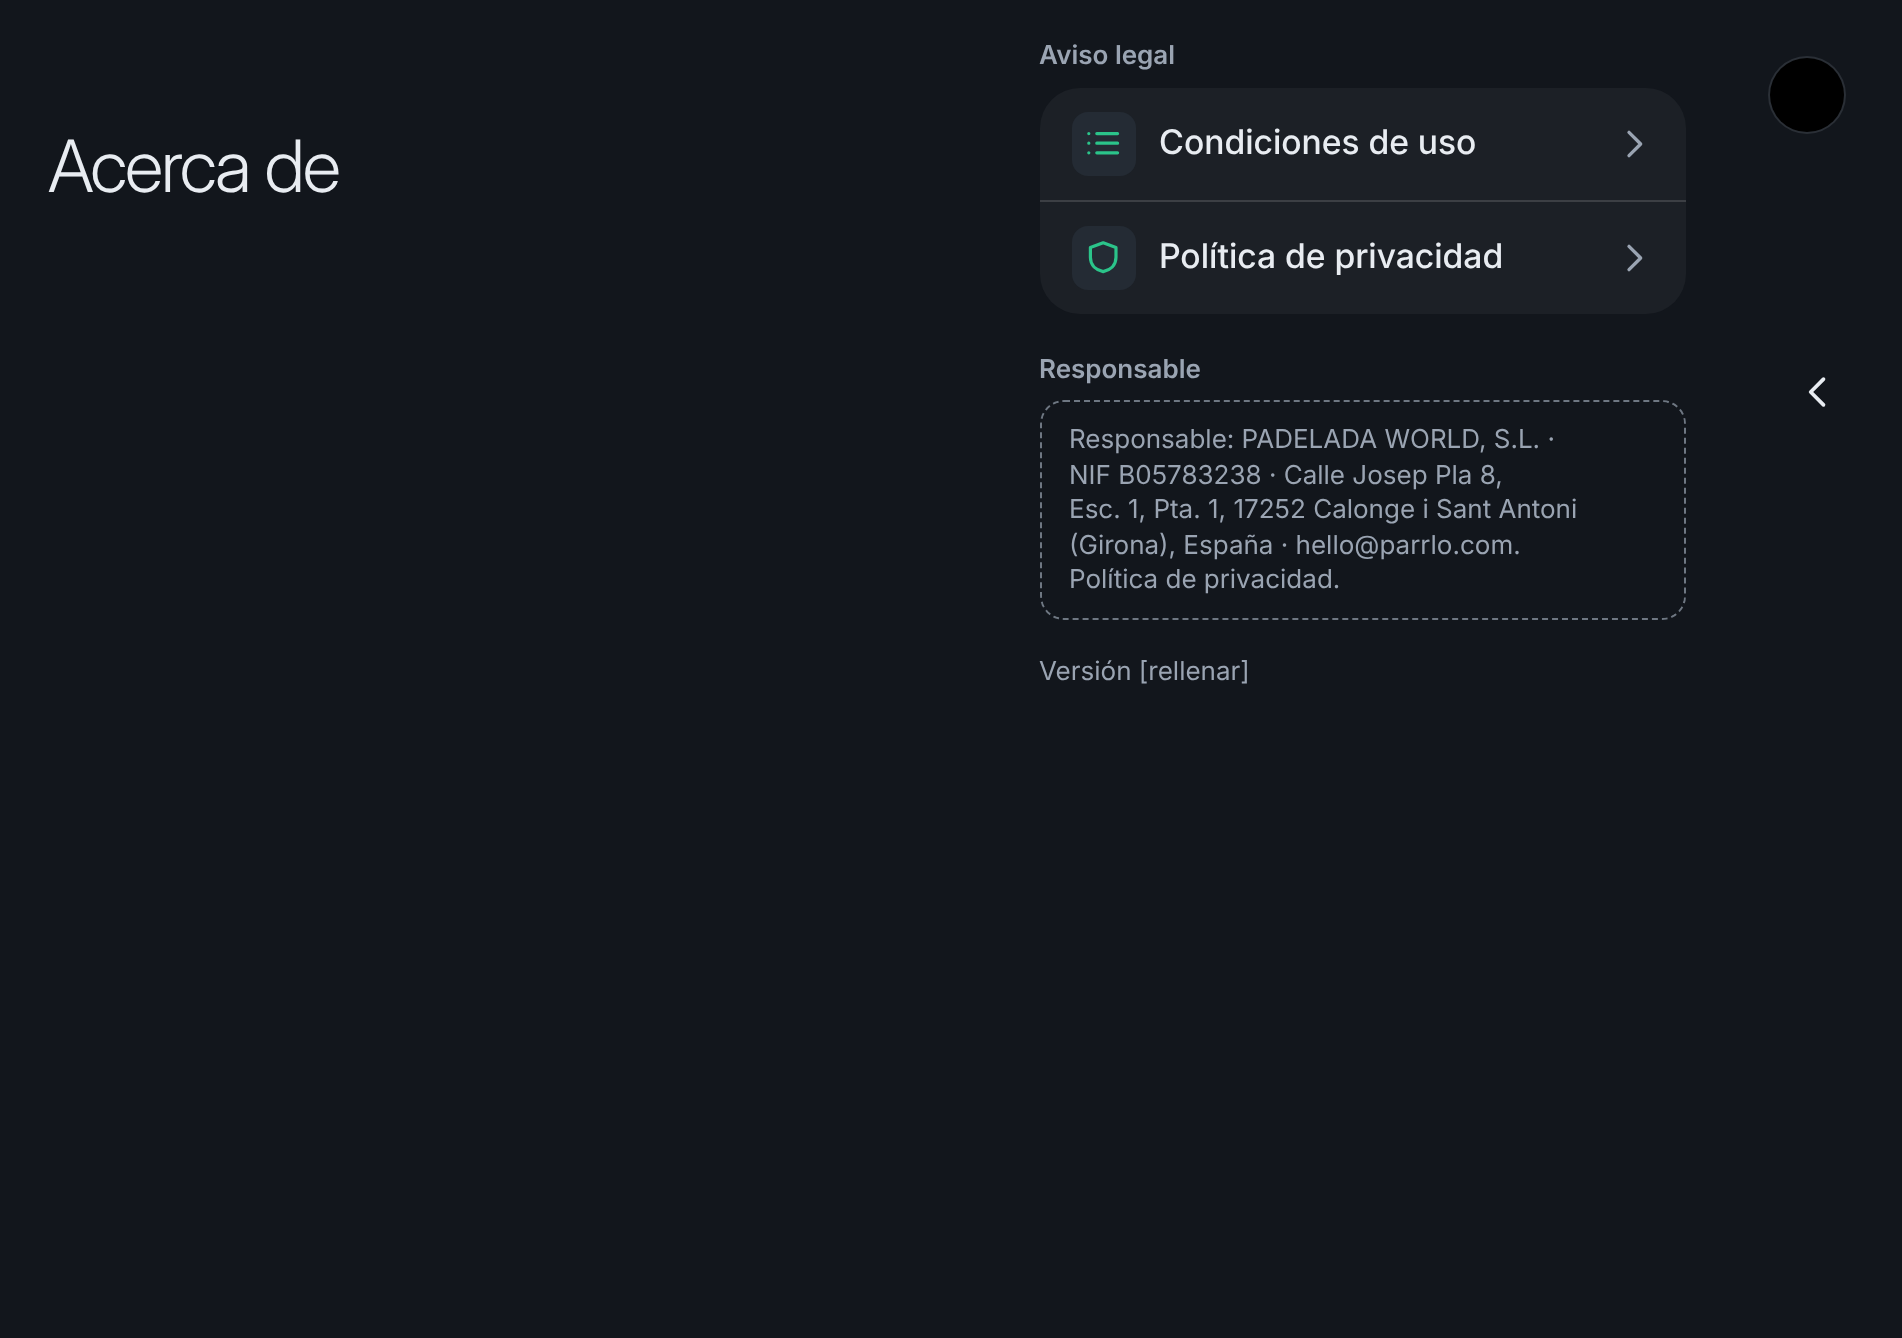 Acerca de
Aviso legal
Condiciones de uso
Política de privacidad
Responsable
Responsable: PADELADA WORLD, S.L. ·
NIF B05783238 · Calle Josep Pla 8,
Esc. 1, Pta. 1, 17252 Calonge i Sant Antoni
(Girona), España · hello@parrlo.com.
Política de privacidad.
Versión [rellenar]